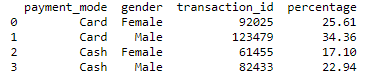 payment_mode gender transaction_id percentage
0 Card Female 92025 25.61
1 Card Male 123479 34.36
2 Cash Female 61455 17.10
3 Cash Male 82433 22.94